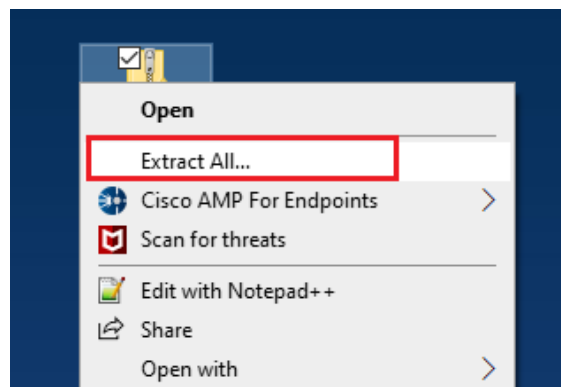 Open
Extract All...
Cisco AMP For Endpoints
Scan for threats
Edit with Notepad++
Share
Open with